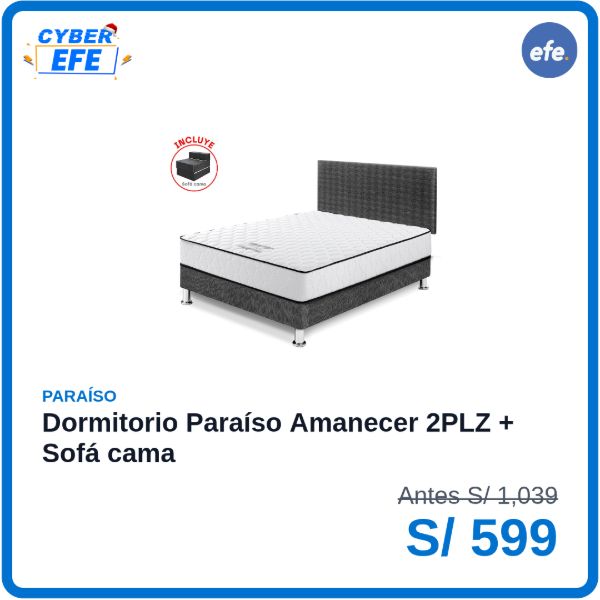 CYBER
EFE
efe.
INCLUYE
Sofá cama
PARAÍSO
Dormitorio Paraíso Amanecer 2PLZ +
Sofá cama
Antes S/ 1,039
S/ 599